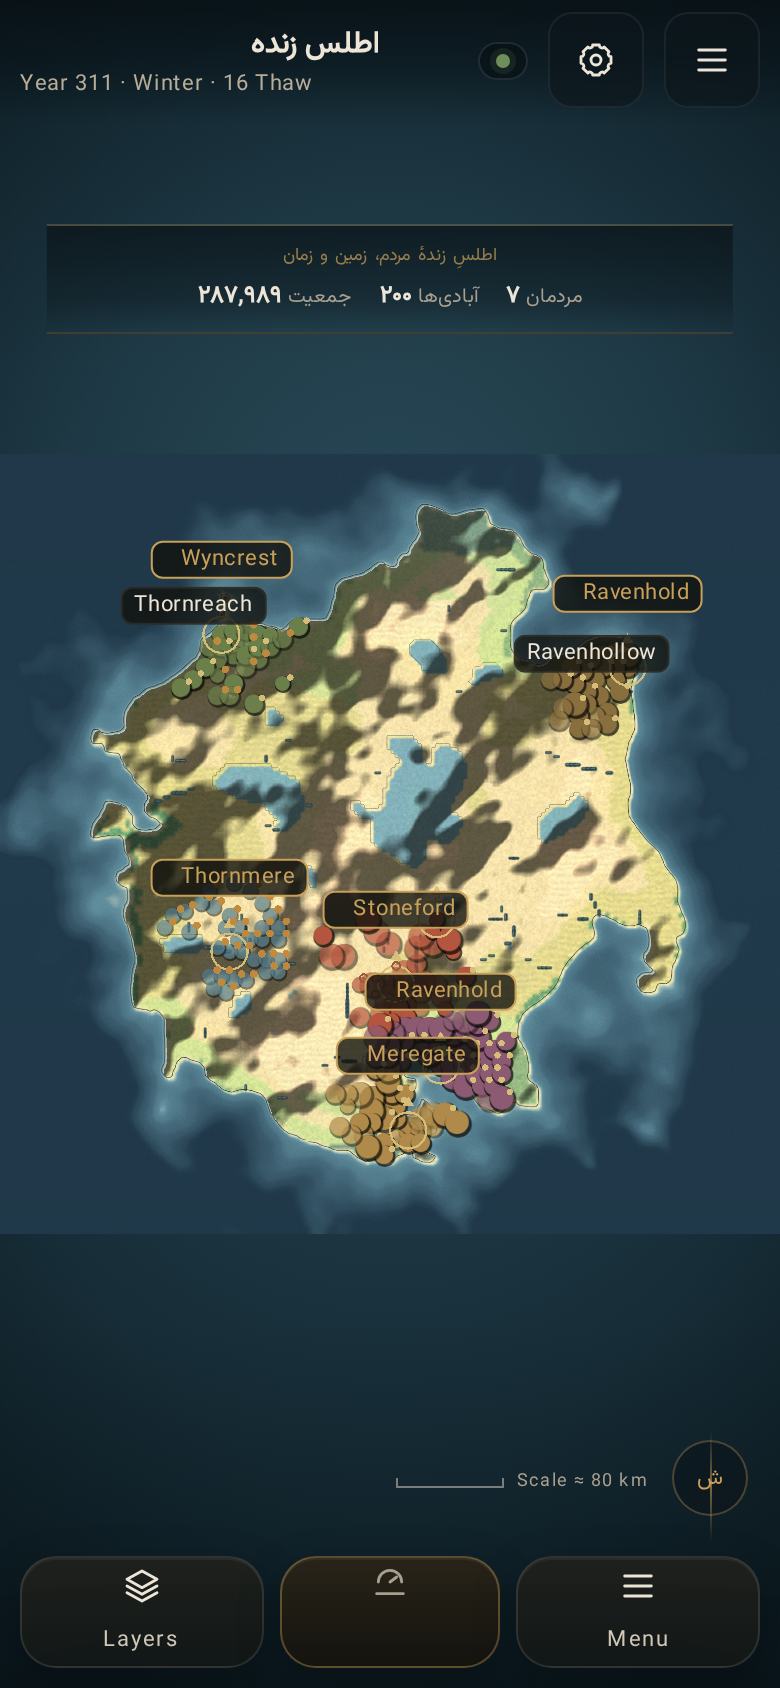 اطلس زنده
Year 311 · Winter · 16 Thaw
اطلسِ زندهٔ مردم، زمین و زمان
مردمان ۷ آبادی‌ها ۲۰۰ جمعیت ۲۸۷,۹۸۹
Wyncrest
Ravenhold
Thornreach
Ravenhollow
Thornmere
Stoneford
Ravenhold
Meregate
Scale ≈ 80 km
ش
Layers
Menu